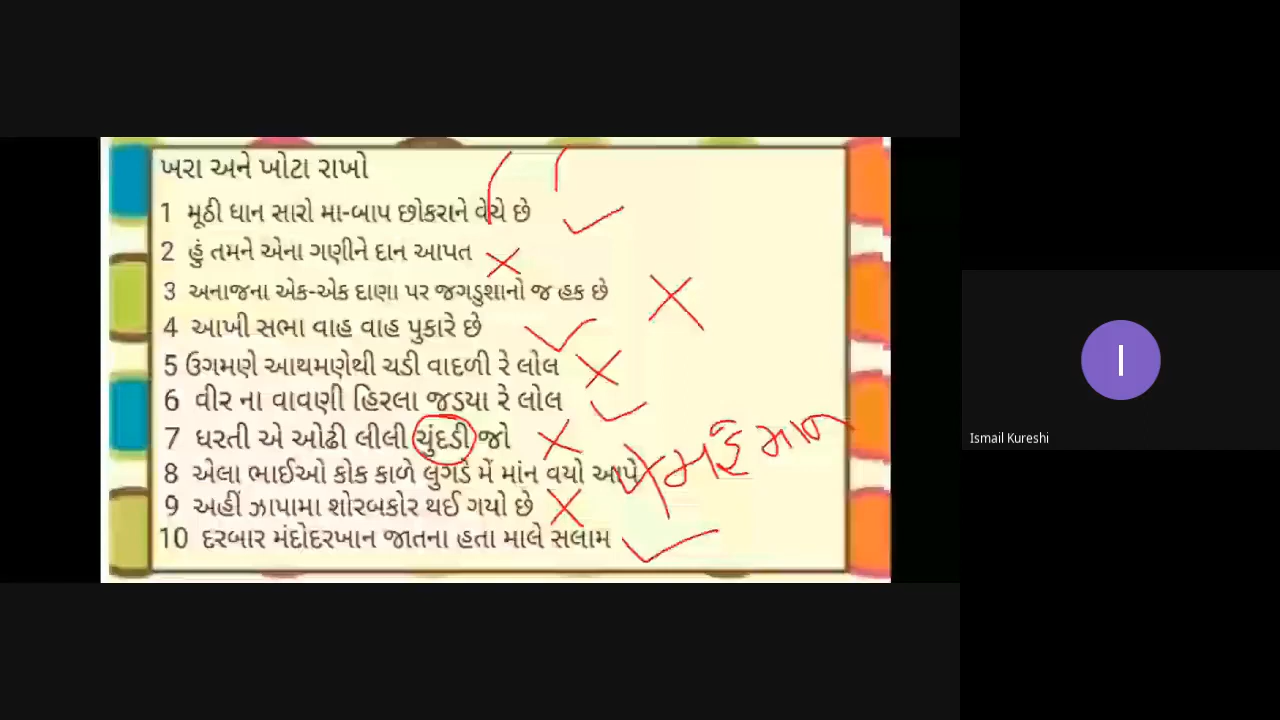 ખરા અને ખોટા રાખો
1 મૂઠી ધાન સારો મા-બાપ છોકરાને વેચે છે
2 હું તમને એના ગણીને દાન આપત
3 અનાજના એક-એક દાણા પર જગડુશાનો જ હક છે
4 આખી સભા વાહ વાહ પુકારે છે
5 ઉગમણે આથમણેથી ચડી વાદળી રે લોલ
6 વીર ના વાવણી હિરલા જડયા રે લોલ
7 ધરતી એ ઓઢી લીલી ચુંદડી જો
8 એલા ભાઈઓ કોક કાળે લુગડે મેં માંન વયો આપે
9 અહીં ઝાપામા શોરબકોર થઈ ગયો છે
10 દરબાર મંદોદરખાન જાતના હતા માલે સલામ
Ismail Kureshi
I